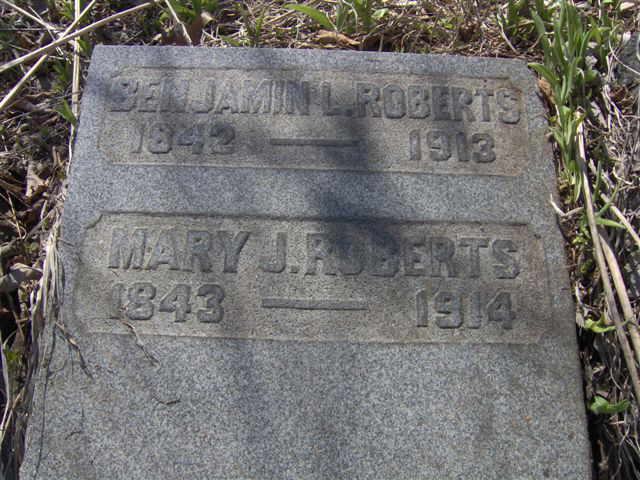 BENJAMIN L. ROBERTS
1842 — 1913
MARY J. ROBERTS
1843 — 1914